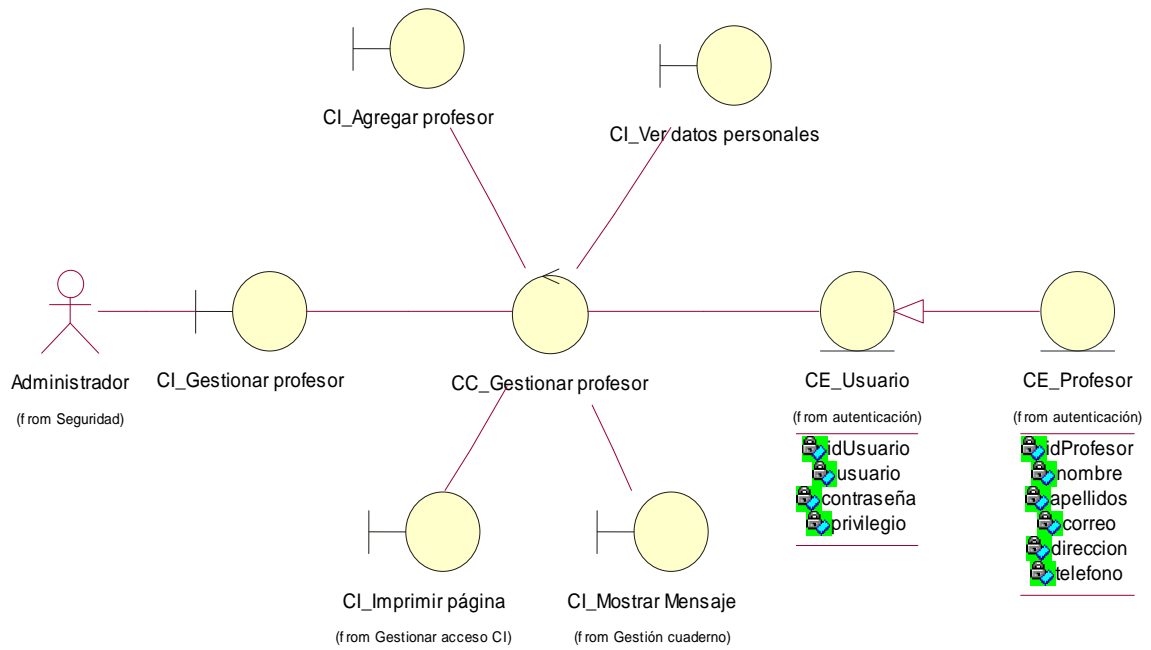 CI_Agregar profesor
CI_Ver datos personales
Administrador
(from Seguridad)
CI_Gestionar profesor
CC_Gestionar profesor
CE_Usuario
(from autenticación)
idUsuario
usuario
contraseña
privilegio
CE_Profesor
(from autenticación)
idProfesor
nombre
apellidos
correo
direccion
telefono
CI_Imprimir página
(from Gestionar acceso CI)
CI_Mostrar Mensaje
(from Gestión cuaderno)